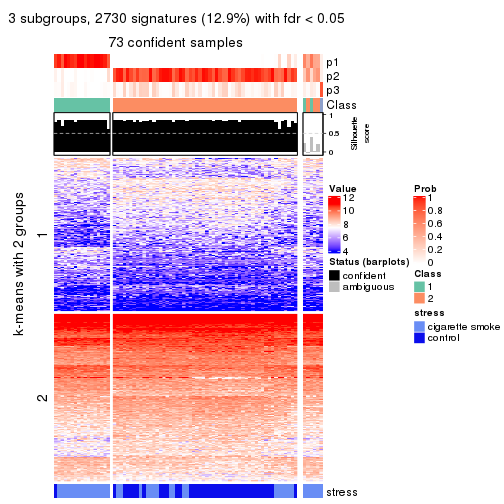 3 subgroups, 2730 signatures (12.9%) with fdr < 0.05
73 confident samples
p1
p2
p3
Class
1
0.5
0
Silhouette
score
k-means with 2 groups
1
2
stress
Value
12
10
8
6
4
Status (barplots)
confident
ambiguous
Prob
1
0.8
0.6
0.4
0.2
0
Class
1
2
stress
cigarette smoke
control